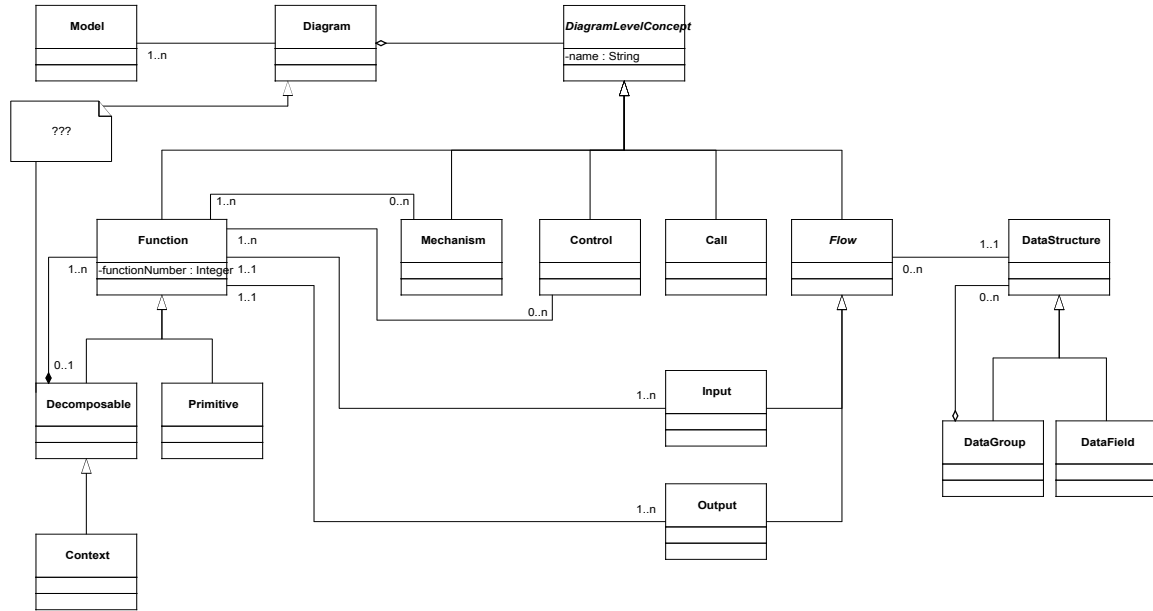 Model
Diagram
DiagramLevelConcept
-name : String
1..n
???
1..n
0..n
Function
Mechanism
Control
Call
Flow
DataStructure
1..n
1..1
1..n
-functionNumber : Integer
1..1
0..n
1..1
0..n
0..n
0..1
Decomposable
Primitive
1..n
Input
DataGroup
DataField
1..n
Output
Context